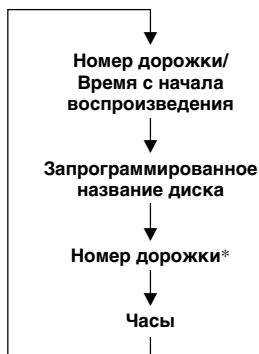 Номер дорожки/
Время с начала
воспроизведения
Запрограммированное
название диска
Номер дорожки*
Часы